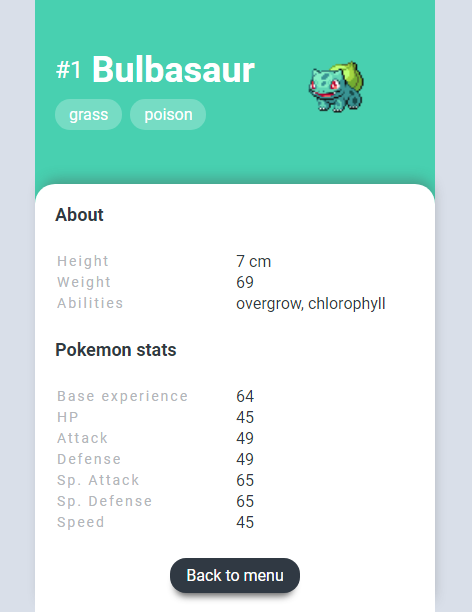 #1 Bulbasaur
grass poison
About
Height 7 cm
Weight 69
Abilities overgrow, chlorophyll
Pokemon stats
Base experience 64
HP 45
Attack 49
Defense 49
Sp. Attack 65
Sp. Defense 65
Speed 45
Back to menu